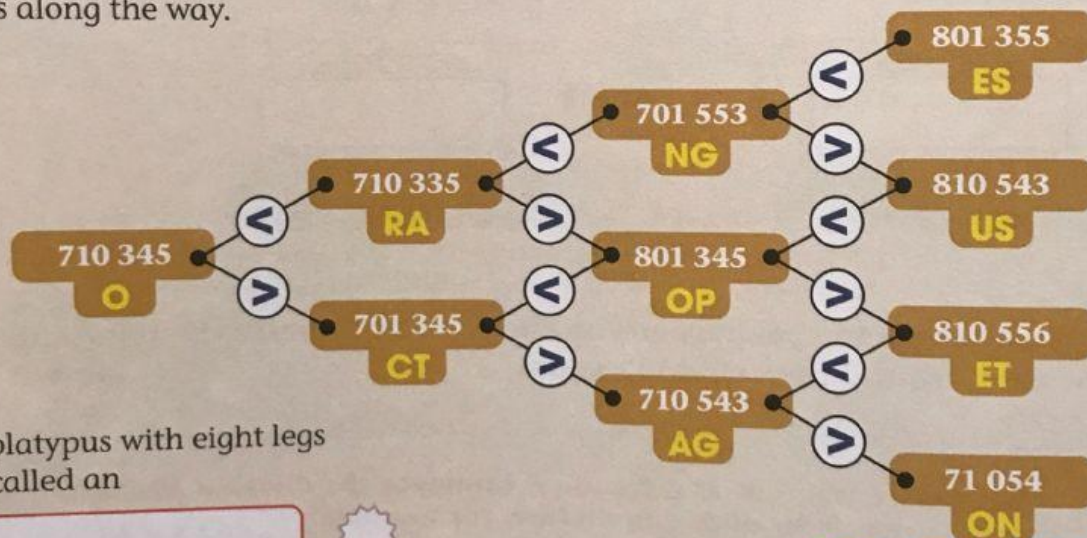 s along the way.
801 355
<
ES
701 553
<
NG
>
710 335
810 543
<
RA
>
<
US
710 345
801 345
O
>
<
OP
>
701 345
810 556
CT
>
<
ET
710 543
AG
>
platypus with eight legs
called an
71 054
ON